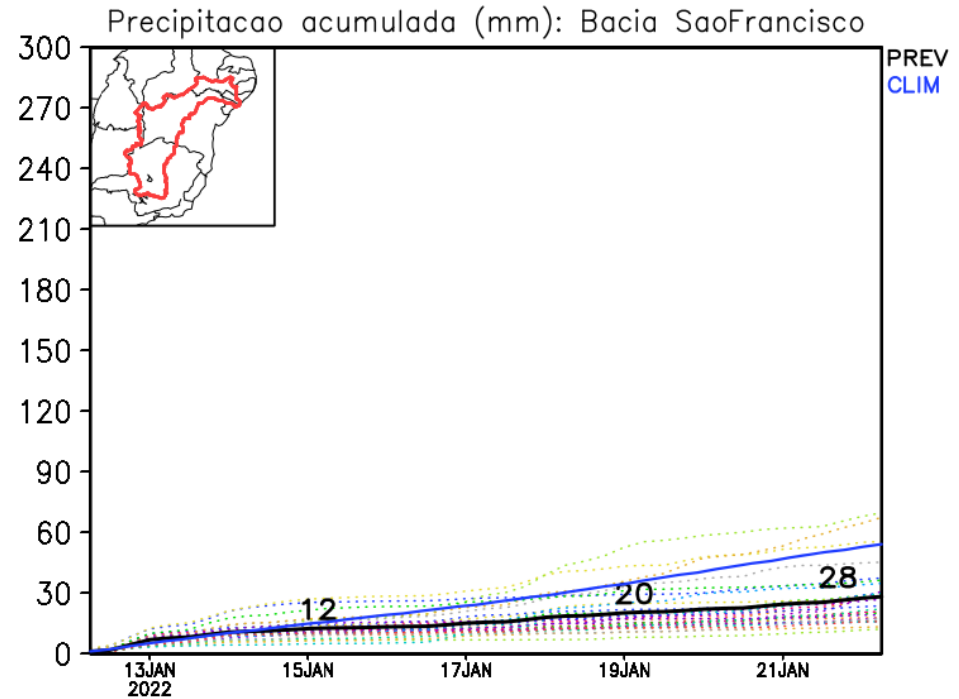 Precipitacao acumulada (mm): Bacia SaoFrancisco
PREV
CLIM
300
270
240
210
180
150
120
90
60
30
0
12
20
28
13JAN
2022
15JAN
17JAN
19JAN
21JAN